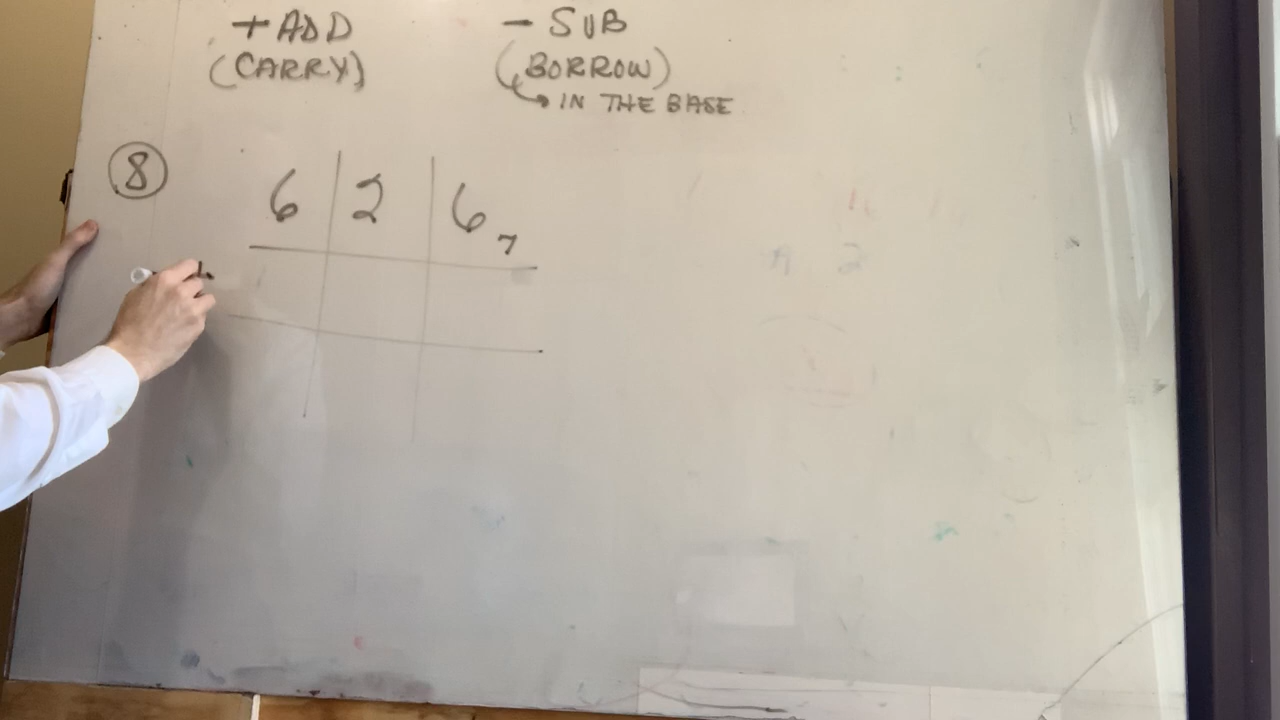 + ADD - SUB
(CARRY) (BORROW)
IN THE BASE
8 6 2 6 7